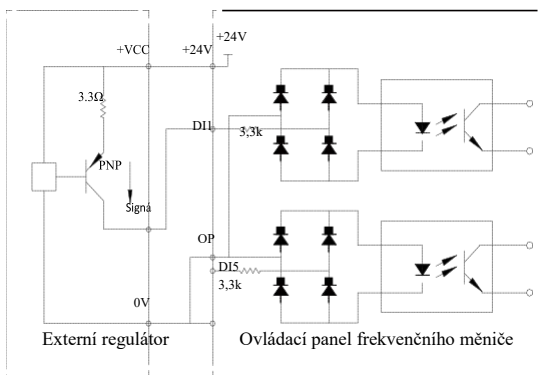 +24V
+VCC
+24V
3.3Ω
DI1
3,3k
PNP
Signá
OP
DI5
3,3k
0V
Externí regulátor
Ovládací panel frekvenčního měniče